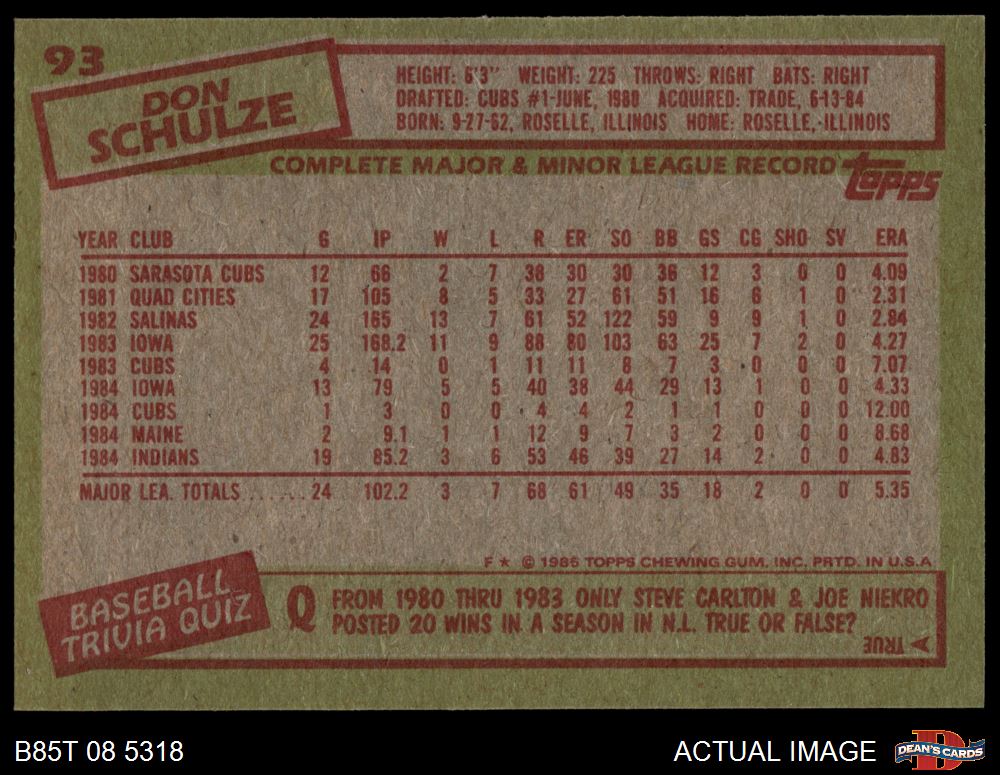 93
DON
SCHULZE
HEIGHT: 6'3" WEIGHT: 225 THROWS: RIGHT BATS: RIGHT
DRAFTED: CUBS #1-JUNE, 1980 ACQUIRED: TRADE, 6-13-84
BORN: 9-27-62, ROSELLE, ILLINOIS HOME: ROSELLE, ILLINOIS
COMPLETE MAJOR & MINOR LEAGUE RECORD topps
YEAR CLUB G IP W L R ER SO BB GS CG SHO SV ERA
1980 SARASOTA CUBS 12 66 2 7 38 30 30 36 12 3 0 0 4.09
1981 QUAD CITIES 17 105 8 5 33 27 61 51 16 6 1 0 2.31
1982 SALINAS 24 165 13 7 61 52 122 59 9 9 1 0 2.84
1983 IOWA 25 168.2 11 9 88 80 103 63 25 7 2 0 4.27
1983 CUBS 4 14 0 1 11 11 8 7 3 0 0 0 7.07
1984 IOWA 13 79 5 5 40 38 44 29 13 1 0 0 4.33
1984 CUBS 1 3 0 0 4 4 2 1 1 0 0 0 12.00
1984 MAINE 2 9.1 1 1 12 9 7 3 2 0 0 0 8.68
1984 INDIANS 19 85.2 3 6 53 46 39 27 14 2 0 0 4.83
MAJOR LEA. TOTALS ...... 24 102.2 3 7 68 61 49 35 18 2 0 0 5.35
F ★ © 1985 TOPPS CHEWING GUM, INC. PRTD. IN U.S.A
BASEBALL
TRIVIA QUIZ
Q FROM 1980 THRU 1983 ONLY STEVE CARLTON & JOE NIEKRO
POSTED 20 WINS IN A SEASON IN N.L. TRUE OR FALSE?
TRUE
B85T 08 5318
ACTUAL IMAGE
DEAN'S CARDS